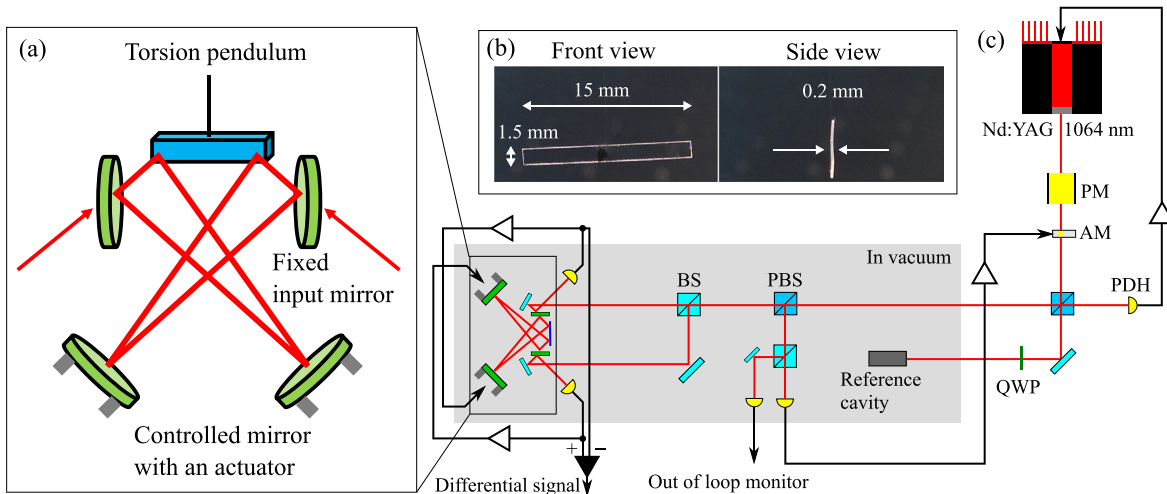 (a)
Torsion pendulum
Fixed
input mirror
Controlled mirror
with an actuator
(b)
Front view
Side view
15 mm
1.5 mm
0.2 mm
(c)
Nd:YAG 1064 nm
PM
AM
PDH
In vacuum
BS
PBS
Reference
cavity
QWP
+
−
Differential signal
Out of loop monitor